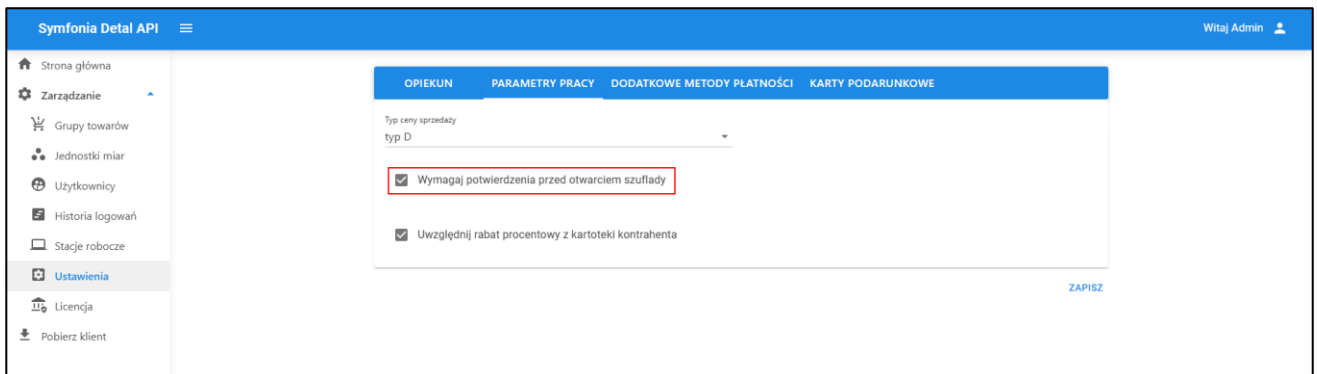 Symfonia Detal API
Witaj Admin
Strona główna
Zarządzanie
Grupy towarów
Jednostki miar
Użytkownicy
Historia logowań
Stacje robocze
Ustawienia
Licencja
Pobierz klient
OPIEKUN PARAMETRY PRACY DODATKOWE METODY PŁATNOŚCI KARTY PODARUNKOWE
Typ ceny sprzedaży
typ D
Wymagaj potwierdzenia przed otwarciem szuflady
Uwzględnij rabat procentowy z kartoteki kontrahenta
ZAPISZ